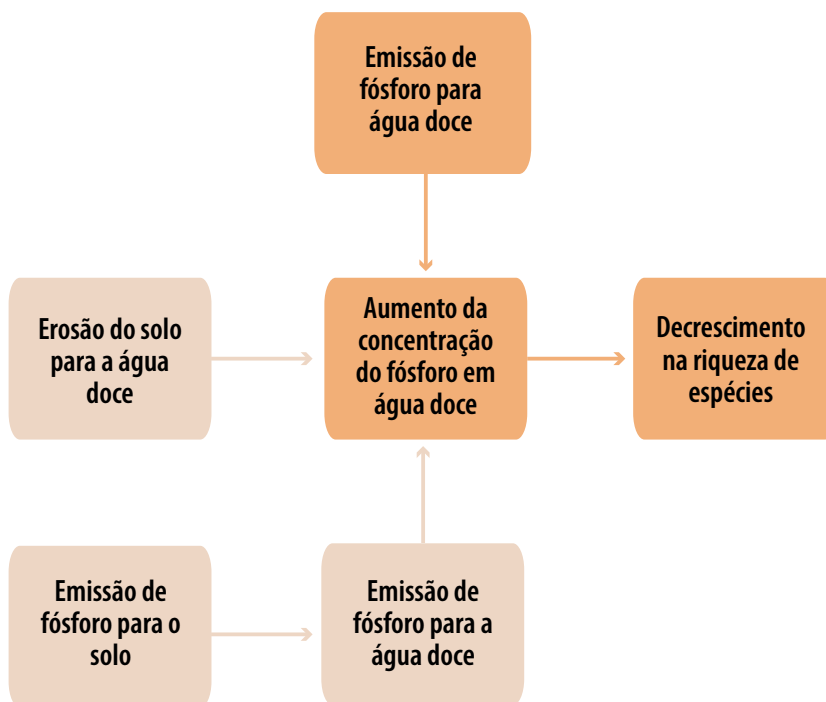 Emissão de
fósforo para
água doce
Erosão do solo
para a água
doce
Aumento da
concentração
do fósforo em
água doce
Decrescimento
na riqueza de
espécies
Emissão de
fósforo para o
solo
Emissão de
fósforo para a
água doce